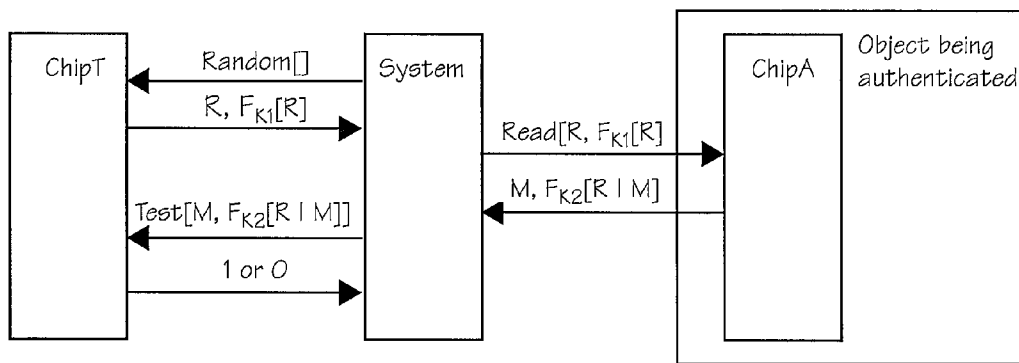 ChipT
Random[]
R, FK1[R]
Test[M, FK2[R | M]]
1 or 0
System
Read[R, FK1[R]
M, FK2[R | M]
ChipA
Object being
authenticated